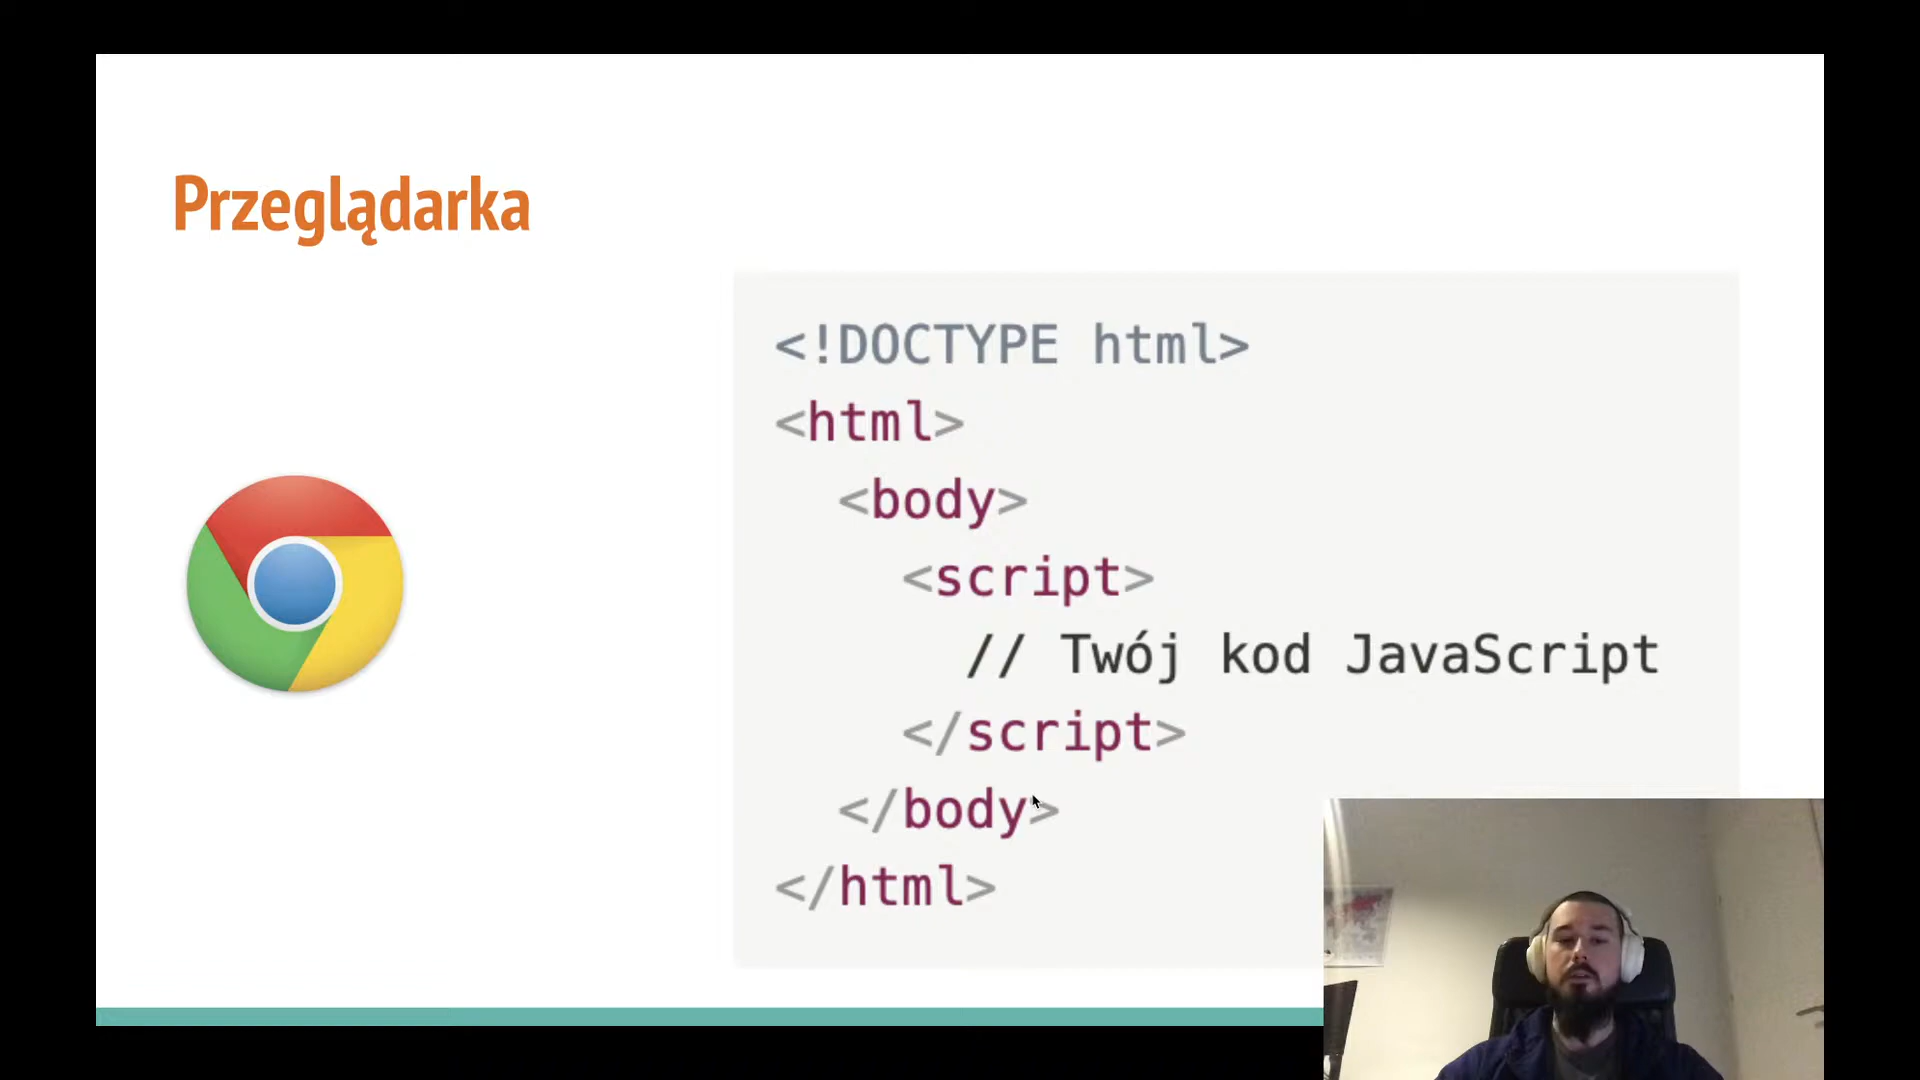 Przeglądarka
<!DOCTYPE html>
<html>
<body>
<script>
// Twój kod JavaScript
</script>
</body>
</html>